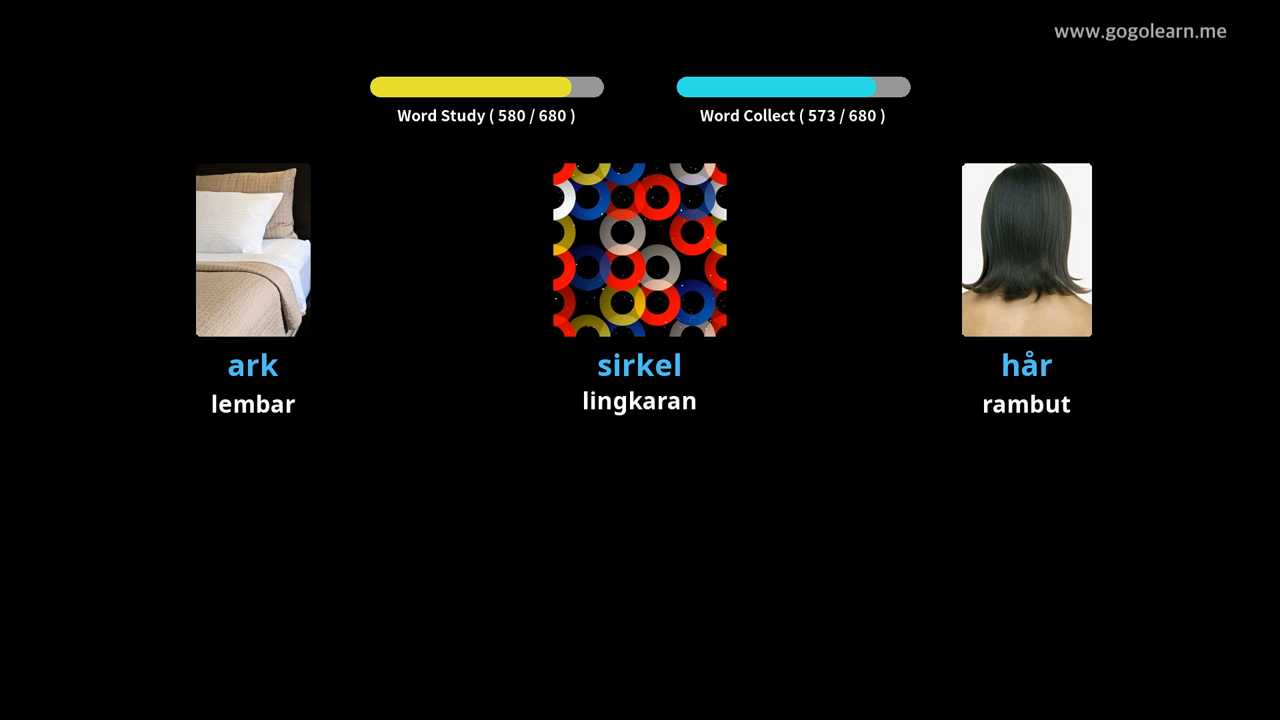 www.gogolearn.me
Word Study ( 580 / 680 )
Word Collect ( 573 / 680 )
ark
sirkel
hår
lembar
lingkaran
rambut